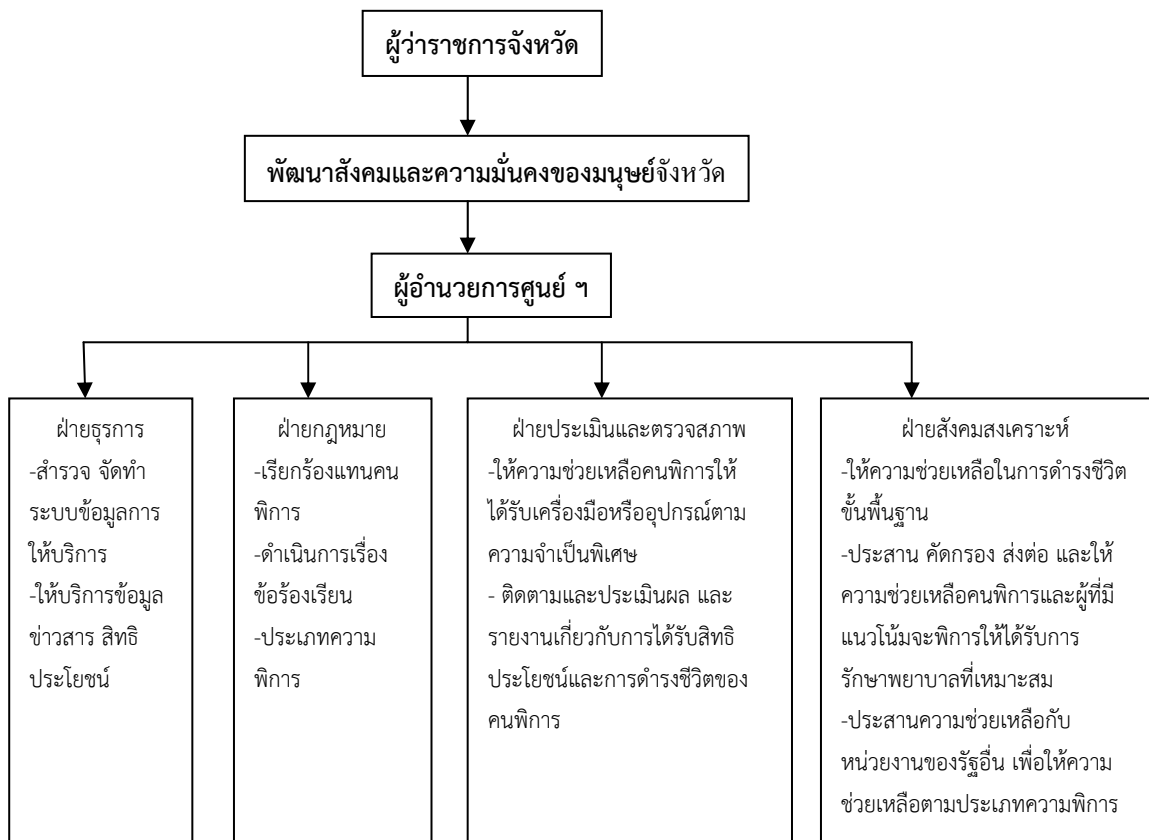 ผู้ว่าราชการจังหวัด
พัฒนาสังคมและความมั่นคงของมนุษย์จังหวัด
ผู้อำนวยการศูนย์ ฯ
ฝ่ายธุรการ
-สำรวจ จัดทำ
ระบบข้อมูลการ
ให้บริการ
-ให้บริการข้อมูล
ข่าวสาร สิทธิ
ประโยชน์
ฝ่ายกฎหมาย
-เรียกร้องแทนคน
พิการ
-ดำเนินการเรื่อง
ข้อร้องเรียน
-ประเภทความ
พิการ
ฝ่ายประเมินและตรวจสภาพ
-ให้ความช่วยเหลือคนพิการให้
ได้รับเครื่องมือหรืออุปกรณ์ตาม
ความจำเป็นพิเศษ
- ติดตามและประเมินผล และ
รายงานเกี่ยวกับการได้รับสิทธิ
ประโยชน์และการดำรงชีวิตของ
คนพิการ
ฝ่ายสังคมสงเคราะห์
-ให้ความช่วยเหลือในการดำรงชีวิต
ขั้นพื้นฐาน
-ประสาน คัดกรอง ส่งต่อ และให้
ความช่วยเหลือคนพิการและผู้ที่มี
แนวโน้มจะพิการให้ได้รับการ
รักษาพยาบาลที่เหมาะสม
-ประสานความช่วยเหลือกับ
หน่วยงานของรัฐอื่น เพื่อให้ความ
ช่วยเหลือตามประเภทความพิการ